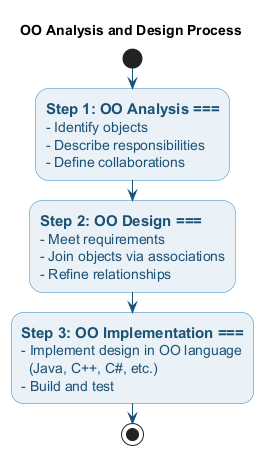 OO Analysis and Design Process
Step 1: OO Analysis ===
- Identify objects
- Describe responsibilities
- Define collaborations
Step 2: OO Design ===
- Meet requirements
- Join objects via associations
- Refine relationships
Step 3: OO Implementation ===
- Implement design in OO language
(Java, C++, C#, etc.)
- Build and test